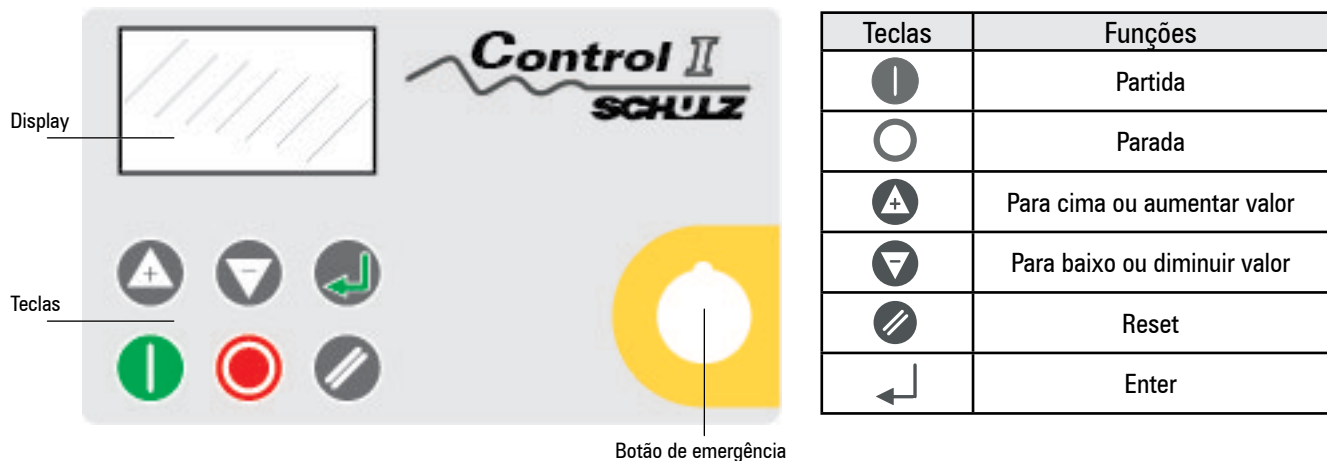 Control II
SCHULZ
Display
Teclas
Botão de emergência
Teclas Funções
Partida
Parada
+ Para cima ou aumentar valor
- Para baixo ou diminuir valor
Reset
Enter